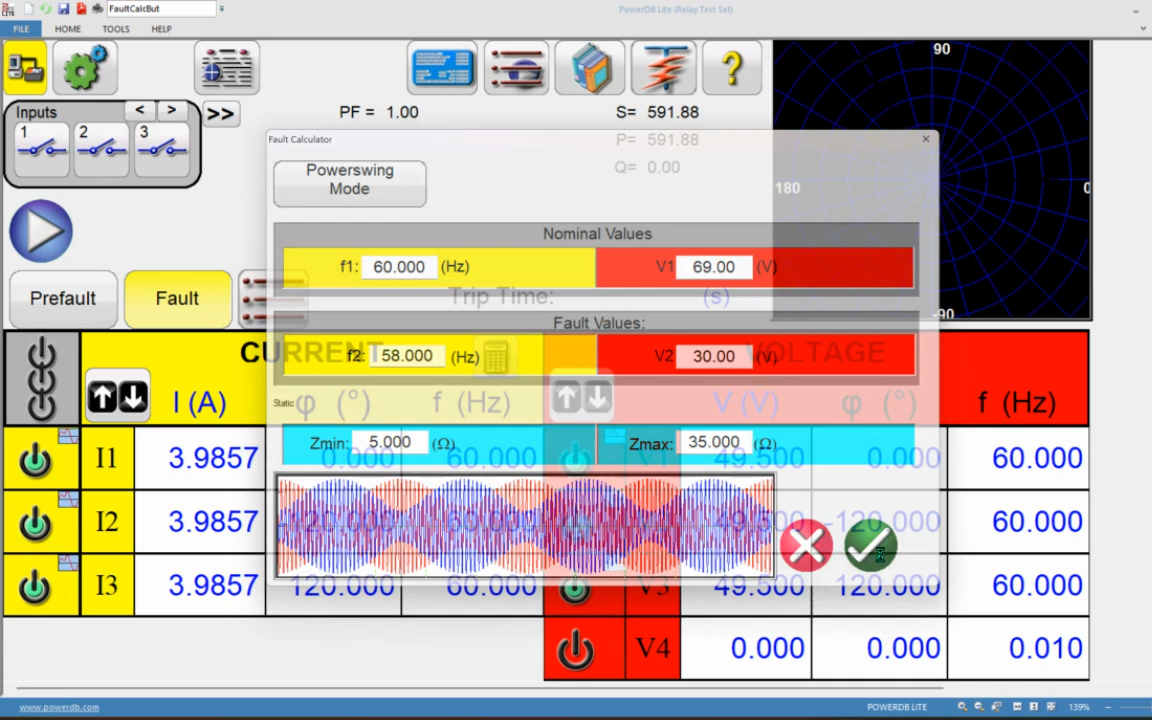 FaultCalcBut
PowerDB Lite (Relay Test Set)
FILE HOME TOOLS HELP
Inputs < > >>
1 2 3
PF = 1.00
S= 591.88
P= 591.88
Q= 0.00
90
180
0
-90
Fault Calculator
Powerswing
Mode
Nominal Values
f1: 60.000 (Hz) V1 69.00 (V)
Trip Time: (s)
Fault Values:
f2: 58.000 (Hz) V2 30.00 (V)
Static
Zmin: 5.000 (Ω) Zmax: 35.000 (Ω)
Prefault Fault
CURRENT VOLTAGE
I (A) φ (°) f (Hz) V (V) φ (°) f (Hz)
I1 3.9857 0.000 60.000 V1 49.500 0.000 60.000
I2 3.9857 -120.000 60.000 49.500 -120.000 60.000
I3 3.9857 120.000 60.000 V3 49.500 120.000 60.000
V4 0.000 0.000 0.010
www.powerdb.com
POWERDB LITE
139%